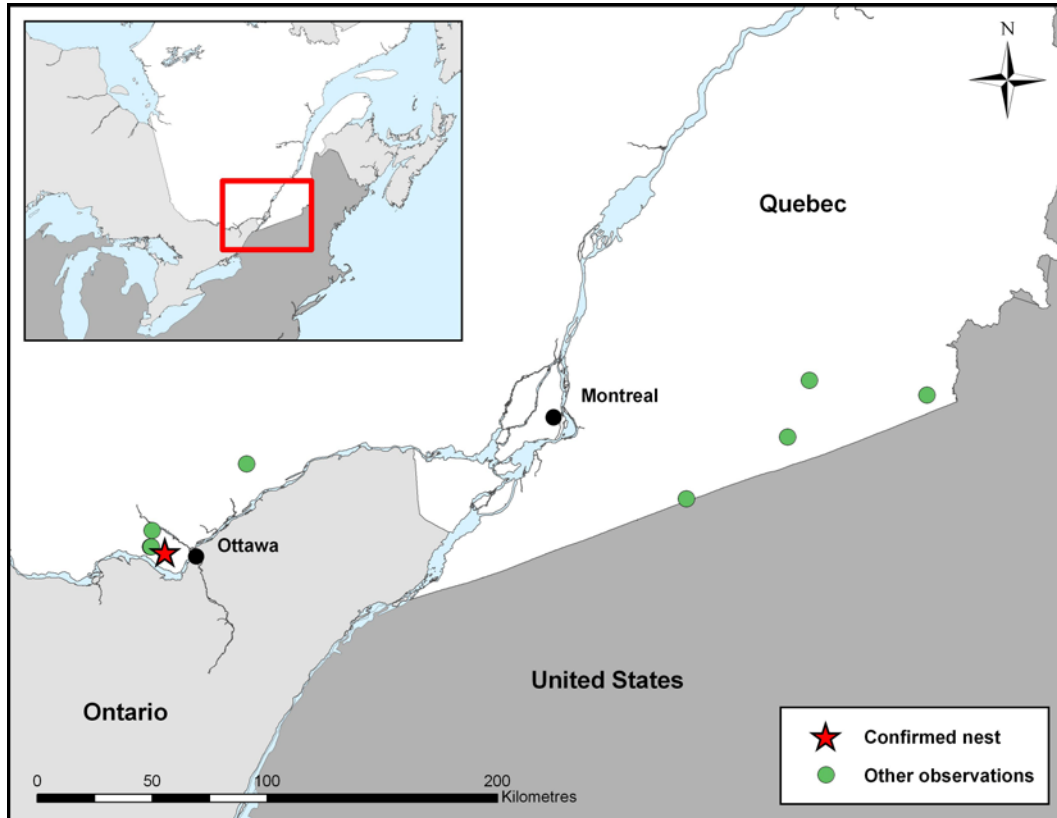 N
Quebec
Montreal
Ottawa
United States
Ontario
Confirmed nest
Other observations
0 50 100 200
Kilometres